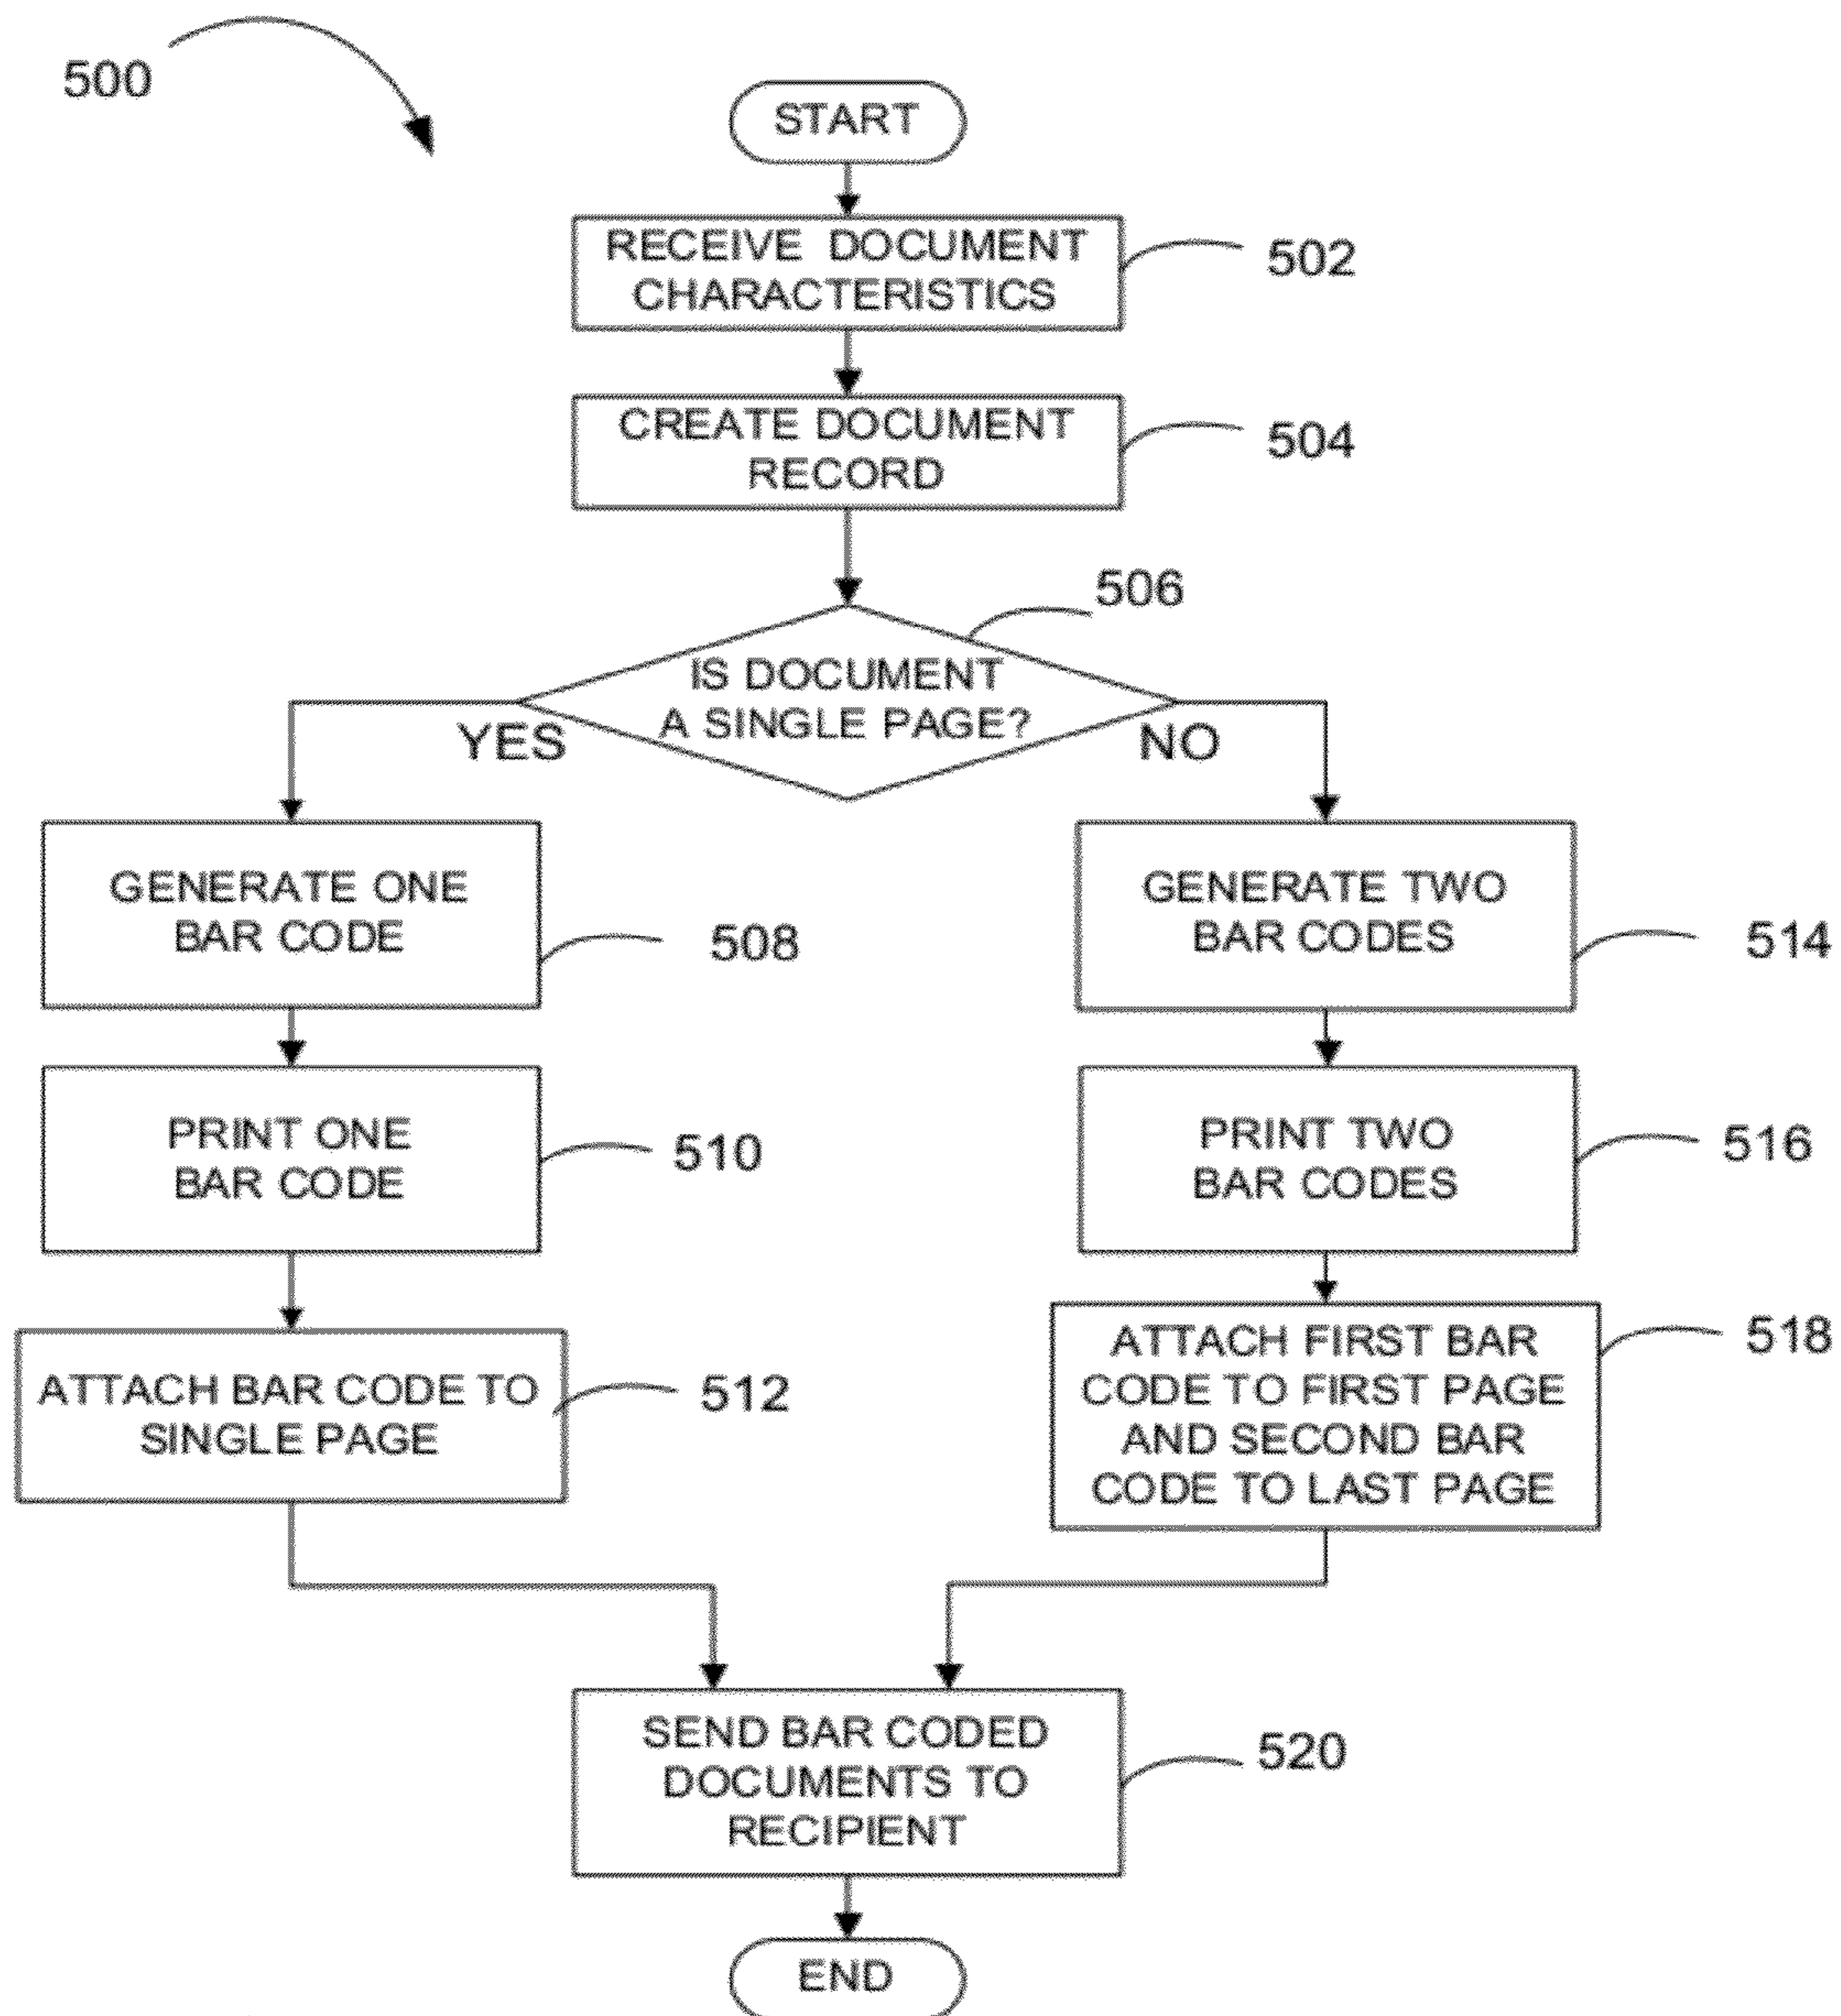 500
START
RECEIVE DOCUMENT
CHARACTERISTICS
502
CREATE DOCUMENT
RECORD
504
506
IS DOCUMENT
A SINGLE PAGE?
YES
NO
GENERATE ONE
BAR CODE
508
GENERATE TWO
BAR CODES
514
PRINT ONE
BAR CODE
510
PRINT TWO
BAR CODES
516
ATTACH BAR CODE TO
SINGLE PAGE
512
ATTACH FIRST BAR
CODE TO FIRST PAGE
AND SECOND BAR
CODE TO LAST PAGE
518
SEND BAR CODED
DOCUMENTS TO
RECIPIENT
520
END